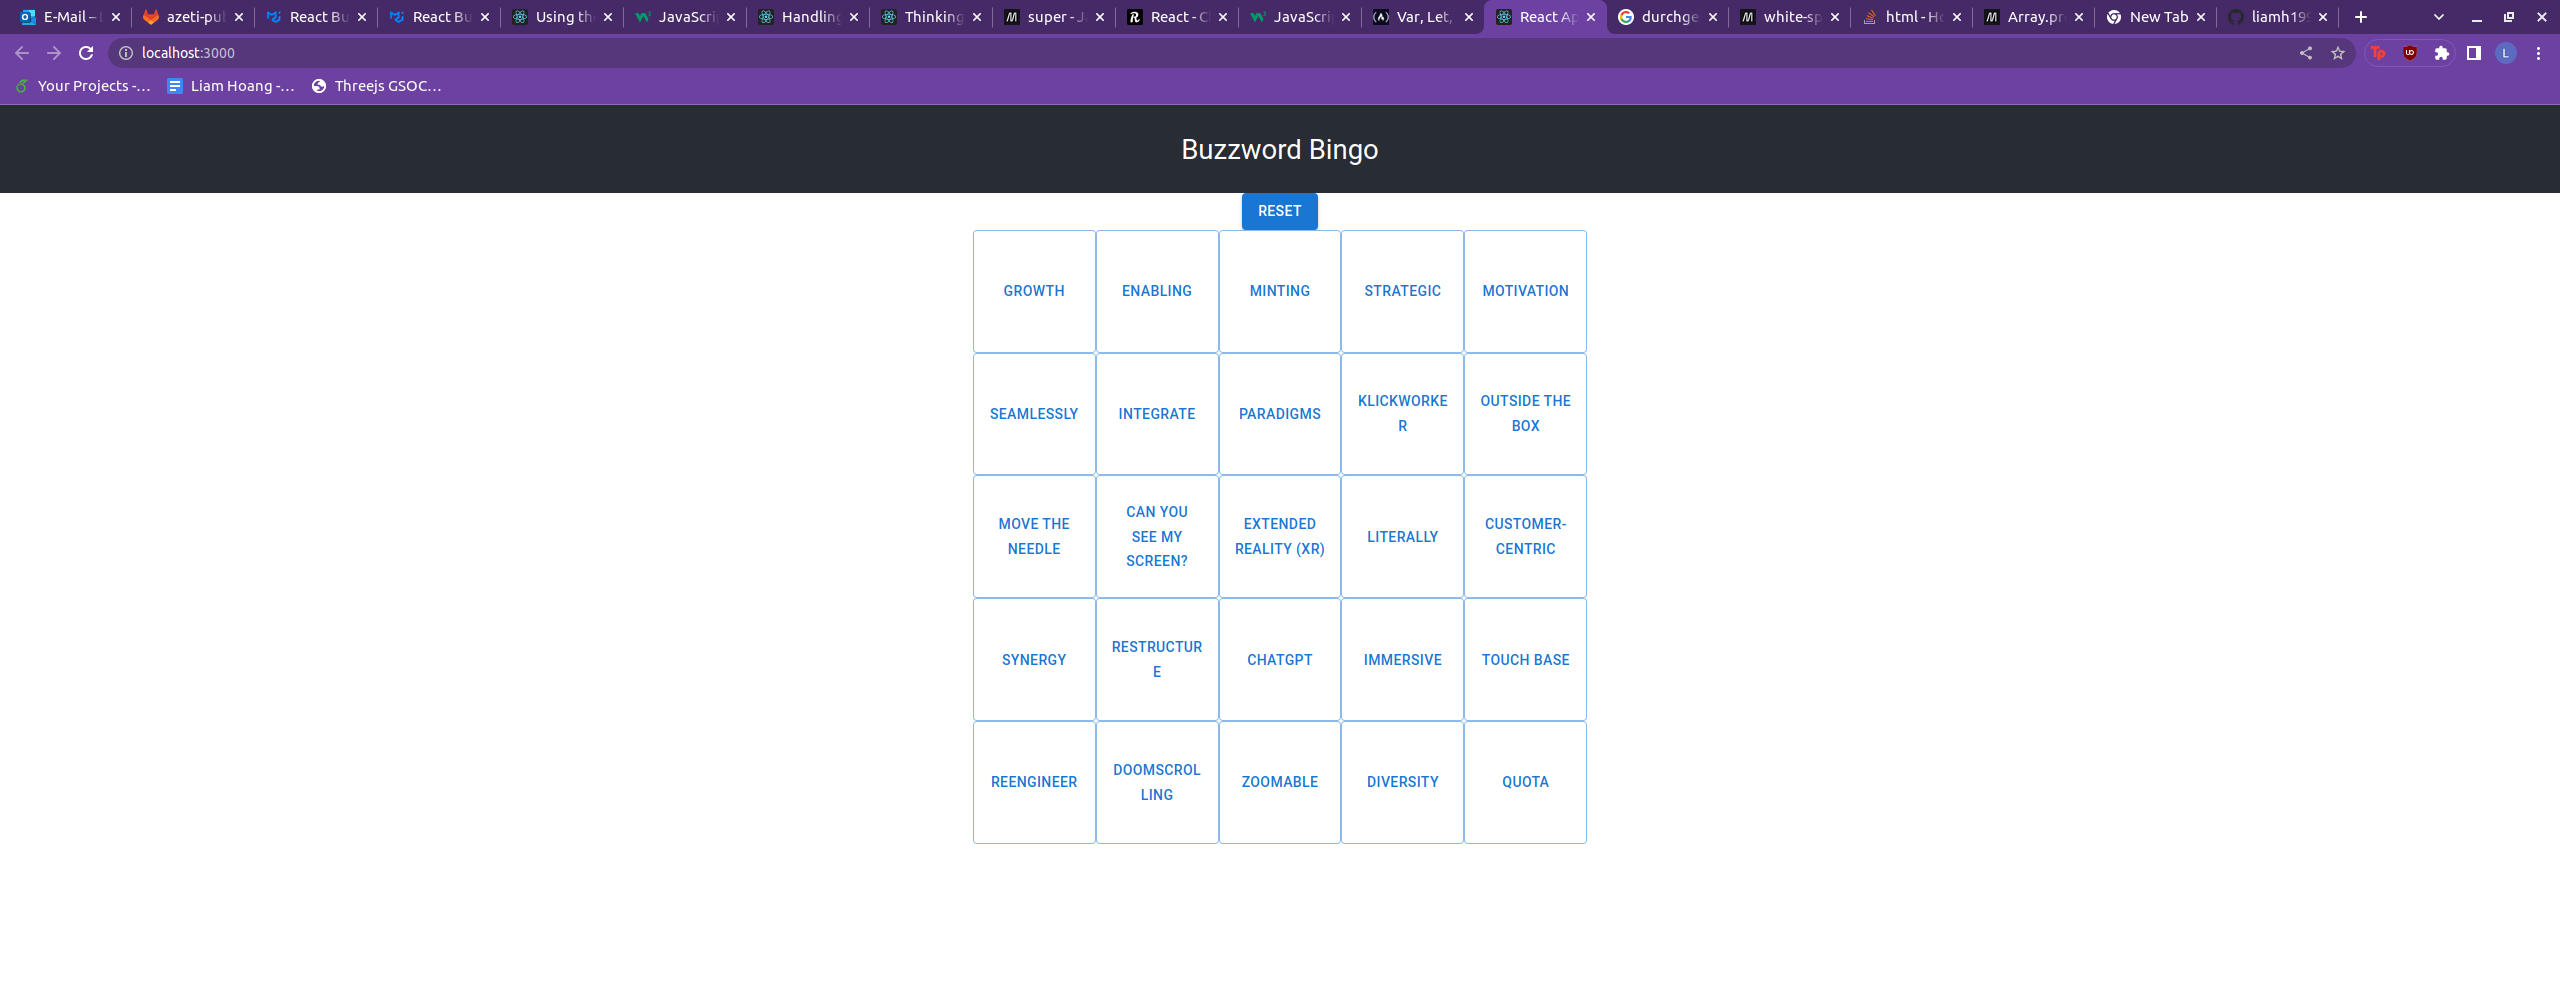 E-Mail –
azeti-pu
React Bu
React Bu
Using th
JavaScri
Handling
Thinking
super - J
React - C
JavaScri
Var, Let,
React Ap
durchge
white-sp
html - Ho
Array.pr
New Tab
liamh199
localhost:3000
Your Projects -...
Liam Hoang -...
Threejs GSOC...
Buzzword Bingo
RESET
GROWTH
ENABLING
MINTING
STRATEGIC
MOTIVATION
SEAMLESSLY
INTEGRATE
PARADIGMS
KLICKWORKE
R
OUTSIDE THE
BOX
MOVE THE
NEEDLE
CAN YOU
SEE MY
SCREEN?
EXTENDED
REALITY (XR)
LITERALLY
CUSTOMER-
CENTRIC
SYNERGY
RESTRUCTUR
E
CHATGPT
IMMERSIVE
TOUCH BASE
REENGINEER
DOOMSCROL
LING
ZOOMABLE
DIVERSITY
QUOTA